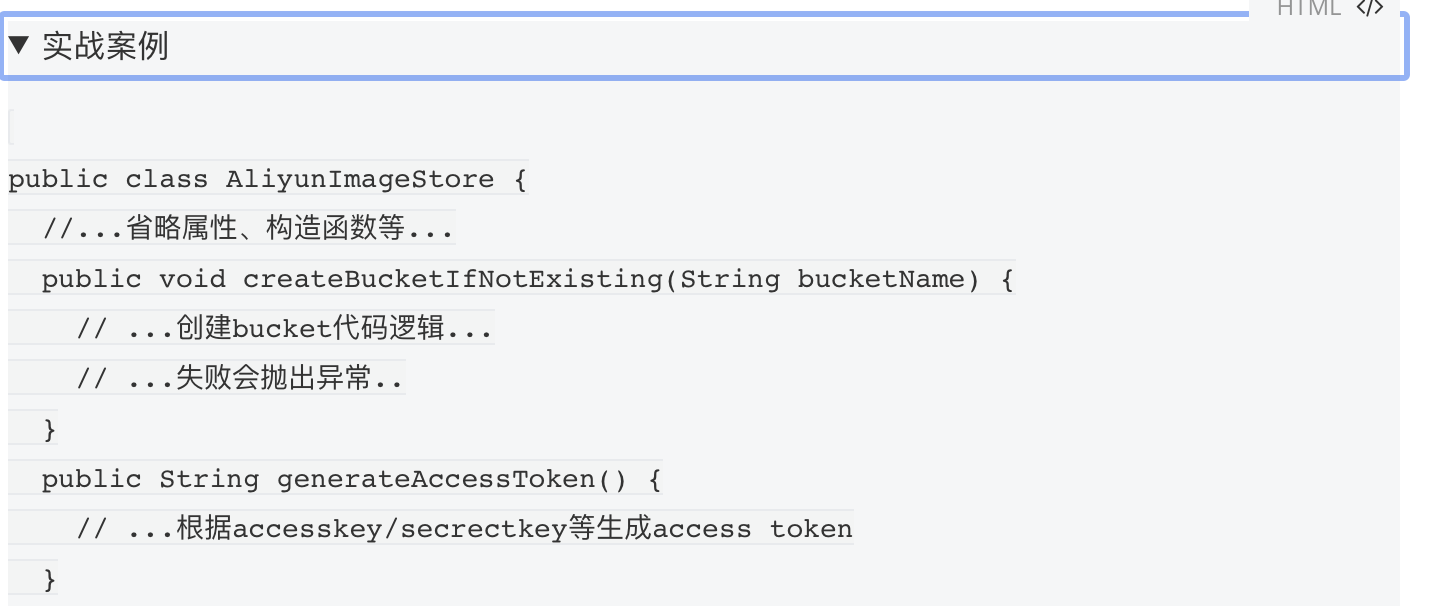 HTML </>
▼ 实战案例
public class AliyunImageStore {
  //...省略属性、构造函数等...
  public void createBucketIfNotExisting(String bucketName) {
    // ...创建bucket代码逻辑...
    // ...失败会抛出异常..
  }
  public String generateAccessToken() {
    // ...根据accesskey/secrectkey等生成access token
  }